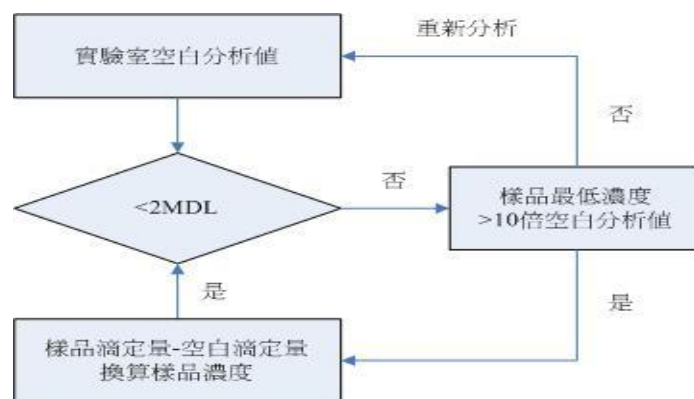 重新分析
實驗室空白分析值
否
<2MDL
否
樣品最低濃度
>10倍空白分析值
是
是
樣品滴定量-空白滴定量
換算樣品濃度